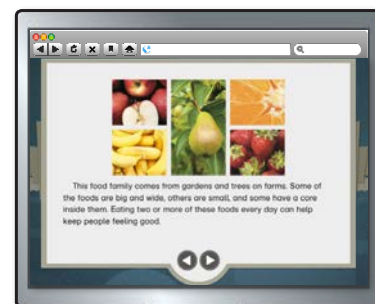 This food family comes from gardens and trees on farms. Some of
the foods are big and wide, others are small, and some have a core
inside them. Eating two or more of these foods every day can help
keep people feeling good.